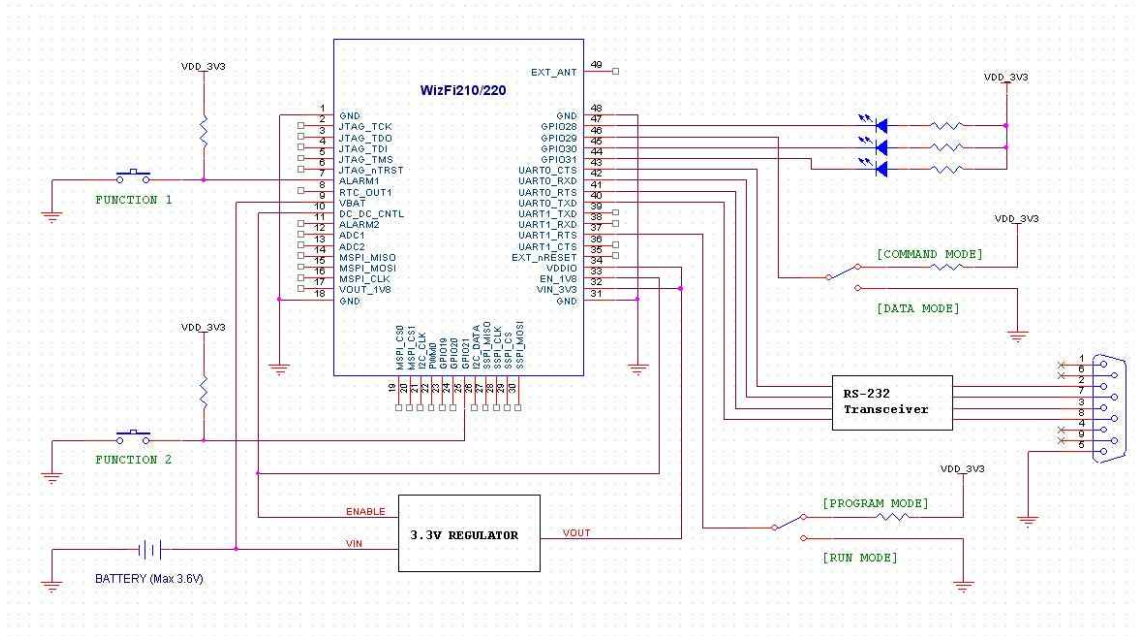 WizFi210/220
VDD_3V3
FUNCTION 1
VDD_3V3
FUNCTION 2
BATTERY (Max 3.6V)
1 GND
2 JTAG_TCK
3 JTAG_TDO
4 JTAG_TDI
5 JTAG_TMS
6 JTAG_nTRST
7 ALARM1
8 RTC_OUT1
9 VBAT
10 DC_DC_CNTL
11 ALARM2
12 ADC1
13 ADC2
14 MSPI_MISO
15 MSPI_MOSI
16 MSPI_CLK
17 VOUT_1V8
18 GND
19 MSPI_CS0
20 MSPI_CS1
21 I2C_CLK
22 PWM0
23 GPIO19
24 GPIO20
25 GPIO21
26 I2C_DATA
27 SSPI_MISO
28 SSPI_CLK
29 SSPI_CS
30 SSPI_MOSI
EXT_ANT 49
GND 48
GPIO28 47
GPIO29 46
GPIO30 45
GPIO31 44
UART0_CTS 43
UART0_RXD 42
UART0_RTS 41
UART0_TXD 40
UART1_TXD 39
UART1_RXD 38
UART1_RTS 37
UART1_CTS 36
EXT_nRESET 35
VDDIO 34
EN_1V8 33
VIN_3V3 32
GND 31
ENABLE
VIN
3.3V REGULATOR
VOUT
VDD_3V3
VDD_3V3
[COMMAND MODE]
[DATA MODE]
RS-232
Transceiver
1
6
2
7
3
8
4
9
5
VDD_3V3
[PROGRAM MODE]
[RUN MODE]